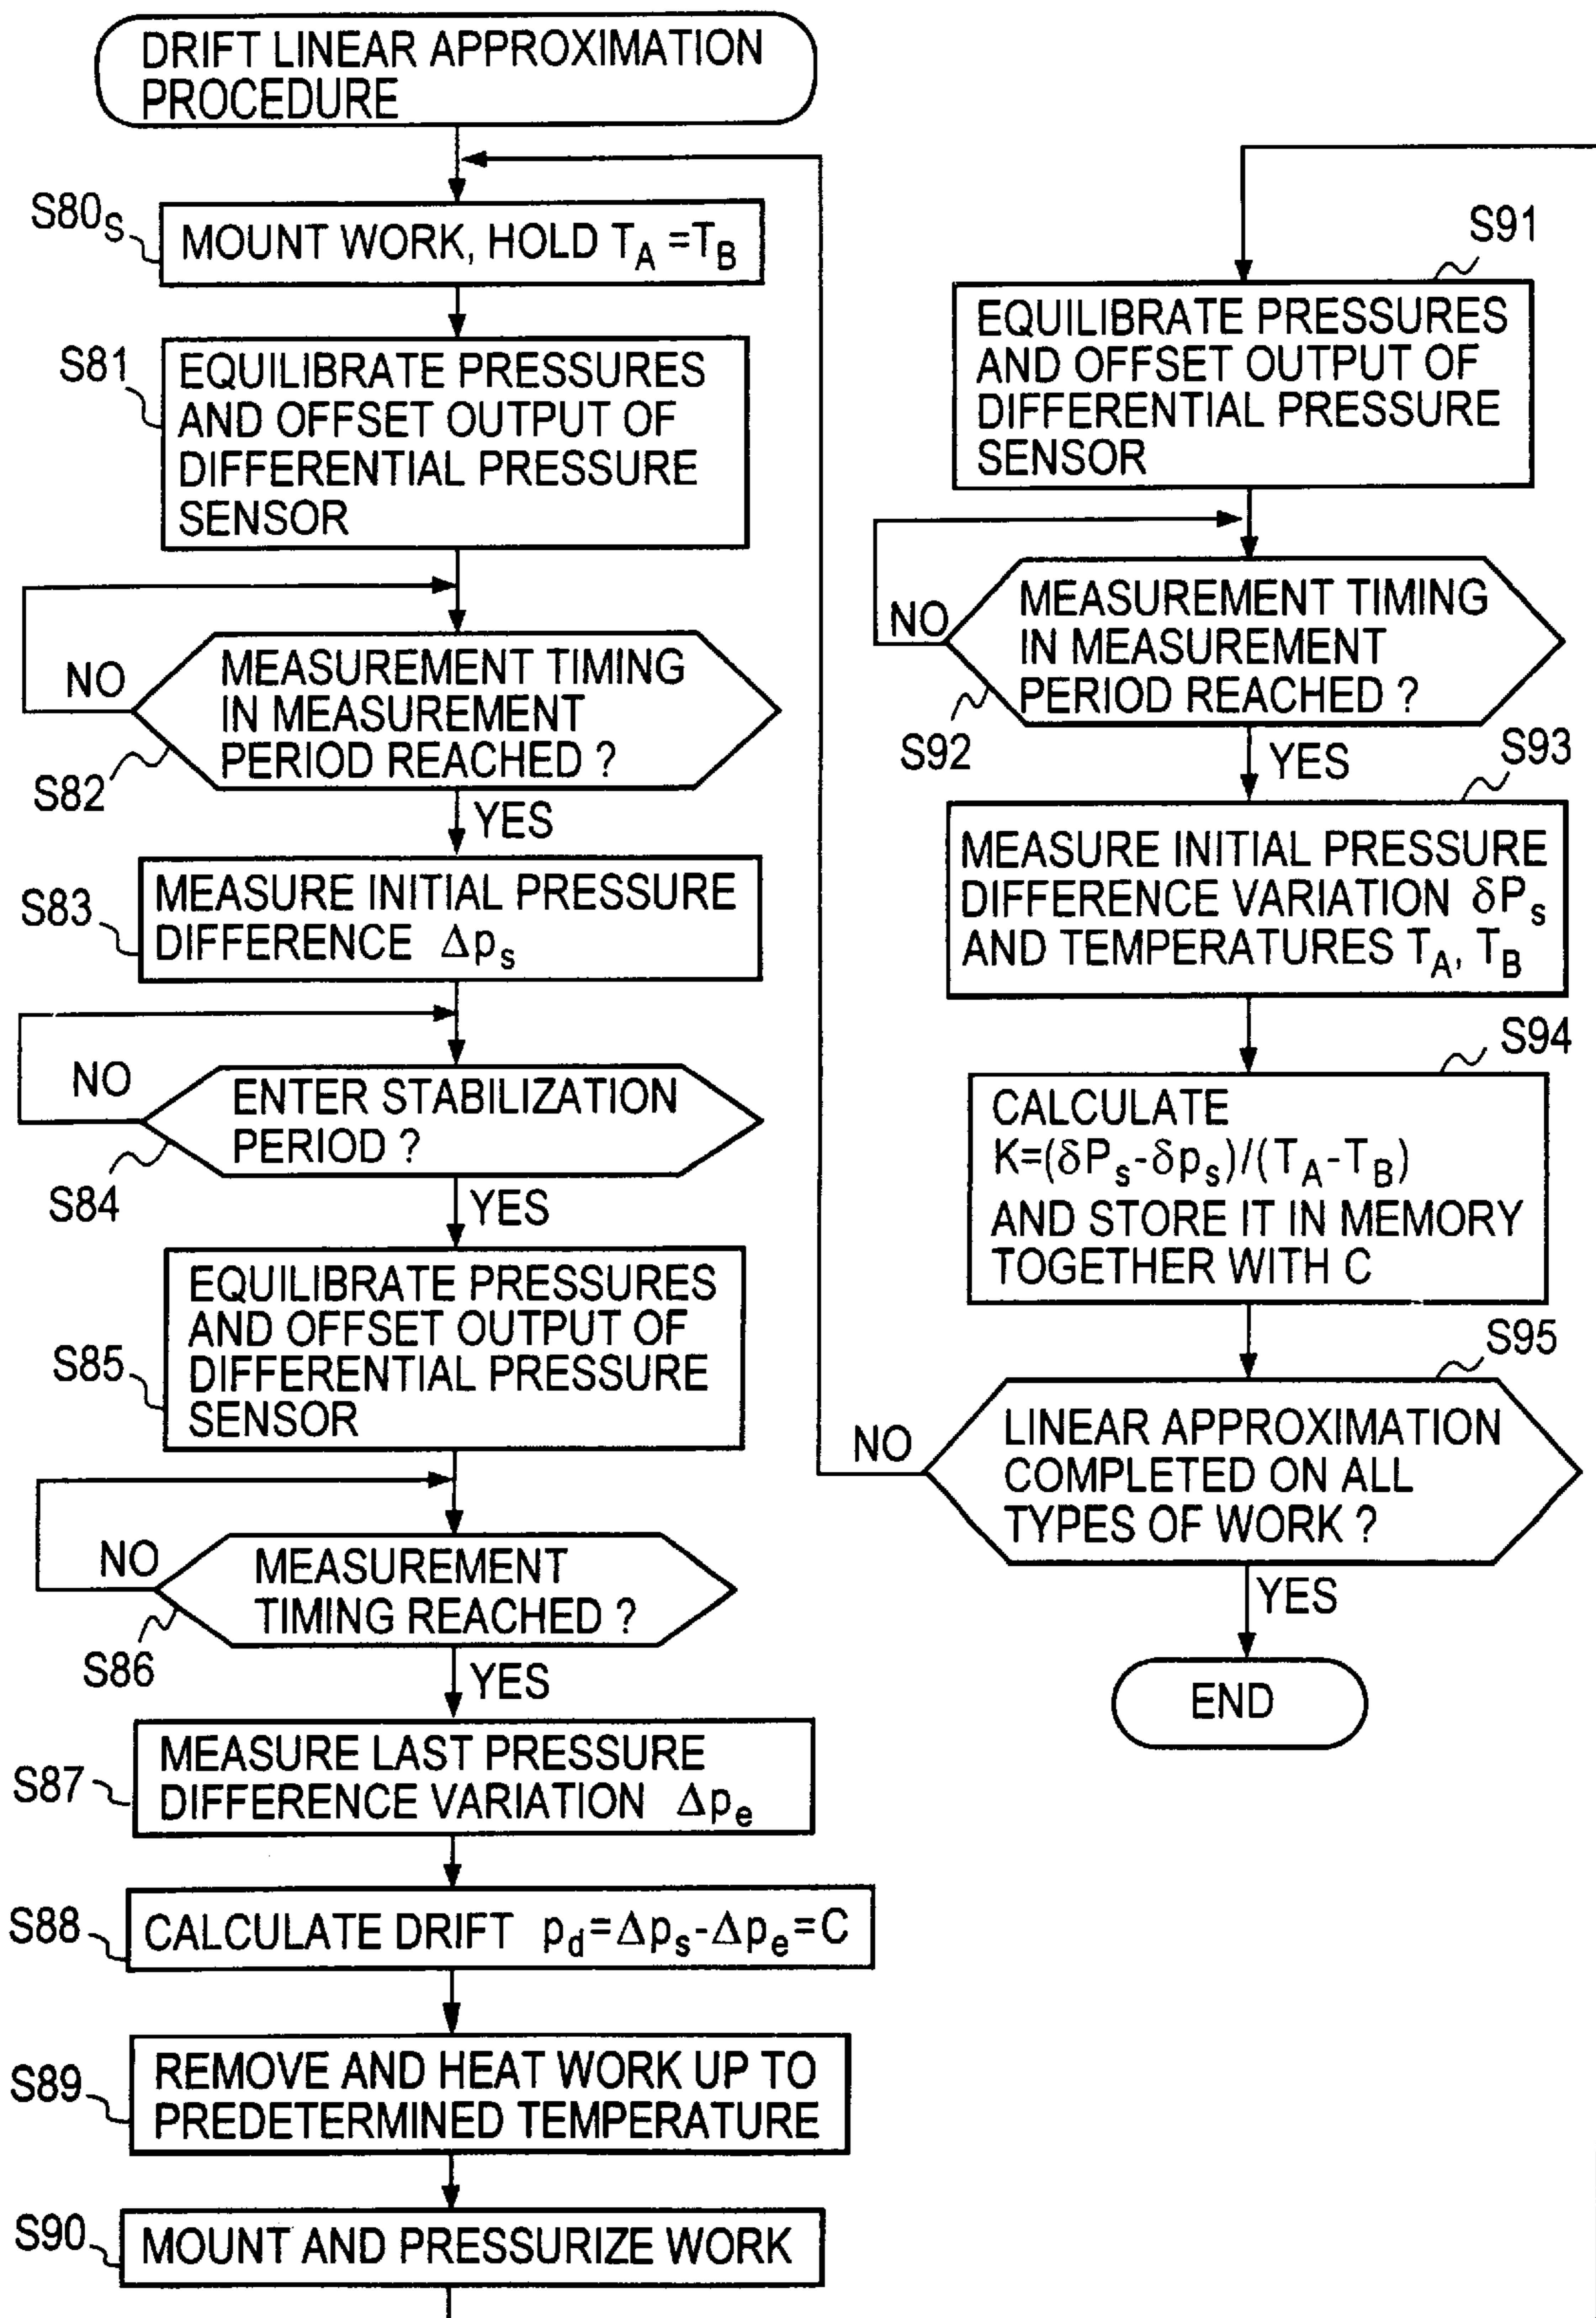 DRIFT LINEAR APPROXIMATION
PROCEDURE
S80S
MOUNT WORK, HOLD TA =TB
S81
EQUILIBRATE PRESSURES
AND OFFSET OUTPUT OF
DIFFERENTIAL PRESSURE
SENSOR
NO
MEASUREMENT TIMING
IN MEASUREMENT
PERIOD REACHED ?
S82
YES
S83
MEASURE INITIAL PRESSURE
DIFFERENCE Δps
NO
ENTER STABILIZATION
PERIOD ?
S84
YES
S85
EQUILIBRATE PRESSURES
AND OFFSET OUTPUT OF
DIFFERENTIAL PRESSURE
SENSOR
NO
MEASUREMENT
TIMING REACHED ?
S86
YES
S87
MEASURE LAST PRESSURE
DIFFERENCE VARIATION Δpe
S88
CALCULATE DRIFT pd=Δps-Δpe=C
S89
REMOVE AND HEAT WORK UP TO
PREDETERMINED TEMPERATURE
S90
MOUNT AND PRESSURIZE WORK
S91
EQUILIBRATE PRESSURES
AND OFFSET OUTPUT OF
DIFFERENTIAL PRESSURE
SENSOR
NO
MEASUREMENT TIMING
IN MEASUREMENT
PERIOD REACHED ?
S92
YES
S93
MEASURE INITIAL PRESSURE
DIFFERENCE VARIATION δPs
AND TEMPERATURES TA, TB
S94
CALCULATE
K=(δPs-δps)/(TA-TB)
AND STORE IT IN MEMORY
TOGETHER WITH C
S95
NO
LINEAR APPROXIMATION
COMPLETED ON ALL
TYPES OF WORK ?
YES
END